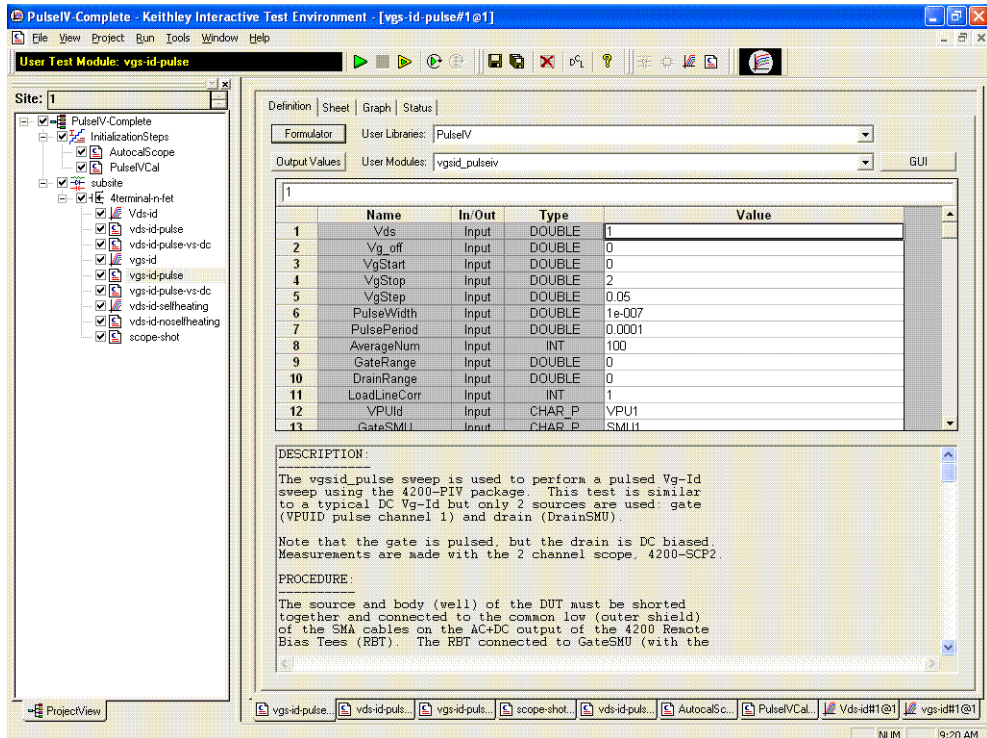 PulseIV-Complete - Keithley Interactive Test Environment - [vgs-id-pulse#1@1]
File View Project Run Tools Window Help
User Test Module: vgs-id-pulse
Site: 1
PulseIV-Complete
InitializationSteps
AutocalScope
PulseIVCal
subsite
4terminal-n-fet
Vds-id
vds-id-pulse
vds-id-pulse-vs-dc
vgs-id
vgs-id-pulse
vgs-id-pulse-vs-dc
vds-id-selfheating
vds-id-noselfheating
scope-shot
ProjectView
Definition Sheet Graph Status
Formulator User Libraries: PulseIV
Output Values User Modules: vgsid_pulseiv GUI
1
Name In/Out Type Value
1 Vds Input DOUBLE 1
2 Vg_off Input DOUBLE 0
3 VgStart Input DOUBLE 0
4 VgStop Input DOUBLE 2
5 VgStep Input DOUBLE 0.05
6 PulseWidth Input DOUBLE 1e-007
7 PulsePeriod Input DOUBLE 0.0001
8 AverageNum Input INT 100
9 GateRange Input DOUBLE 0
10 DrainRange Input DOUBLE 0
11 LoadLineCorr Input INT 1
12 VPUId Input CHAR_P VPU1
13 GateSMU Input CHAR_P SMU1
DESCRIPTION:
------------
The vgsid_pulse sweep is used to perform a pulsed Vg-Id
sweep using the 4200-PIV package. This test is similar
to a typical DC Vg-Id but only 2 sources are used: gate
(VPUID pulse channel 1) and drain (DrainSMU).
Note that the gate is pulsed, but the drain is DC biased.
Measurements are made with the 2 channel scope, 4200-SCP2.
PROCEDURE:
----------
The source and body (well) of the DUT must be shorted
together and connected to the common low (outer shield)
of the SMA cables on the AC+DC output of the 4200 Remote
Bias Tees (RBT). The RBT connected to GateSMU (with the
vgs-id-pulse... vds-id-puls... vgs-id-puls... scope-shot... vds-id-puls... AutocalSc... PulseIVCal... Vds-id#1@1 vgs-id#1@1
NUM 9:20 AM